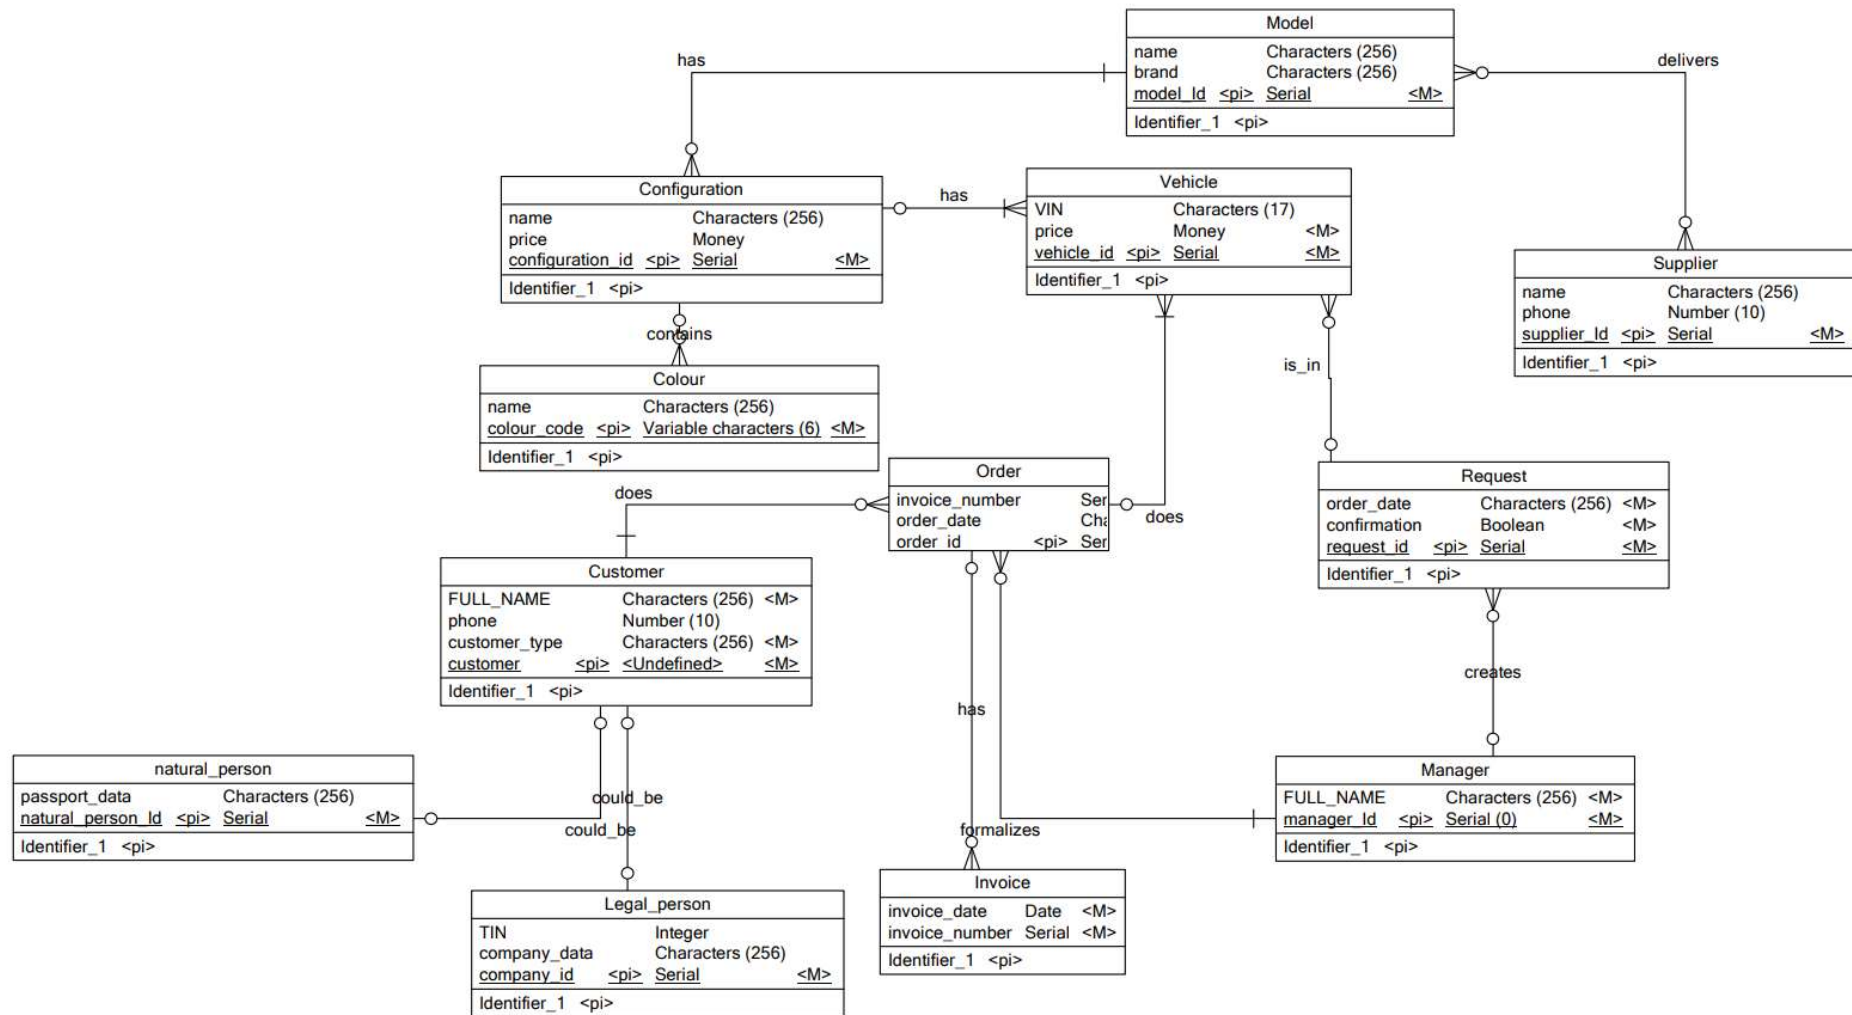 Model
name Characters (256)
brand Characters (256)
model_Id <pi> Serial <M>
Identifier_1 <pi>
has
delivers
Configuration
name Characters (256)
price Money
configuration_id <pi> Serial <M>
Identifier_1 <pi>
has
Vehicle
VIN Characters (17)
price Money <M>
vehicle_id <pi> Serial <M>
Identifier_1 <pi>
Supplier
name Characters (256)
phone Number (10)
supplier_Id <pi> Serial <M>
Identifier_1 <pi>
contains
is_in
Colour
name Characters (256)
colour_code <pi> Variable characters (6) <M>
Identifier_1 <pi>
does
Order
invoice_number Ser
order_date Cha
order_id <pi> Ser
does
Request
order_date Characters (256) <M>
confirmation Boolean <M>
request_id <pi> Serial <M>
Identifier_1 <pi>
Customer
FULL_NAME Characters (256) <M>
phone Number (10)
customer_type Characters (256) <M>
customer <pi> <Undefined> <M>
Identifier_1 <pi>
creates
has
natural_person
passport_data Characters (256)
natural_person_Id <pi> Serial <M>
Identifier_1 <pi>
could_be
could_be
formalizes
Manager
FULL_NAME Characters (256) <M>
manager_Id <pi> Serial (0) <M>
Identifier_1 <pi>
Legal_person
TIN Integer
company_data Characters (256)
company_id <pi> Serial <M>
Identifier_1 <pi>
Invoice
invoice_date Date <M>
invoice_number Serial <M>
Identifier_1 <pi>